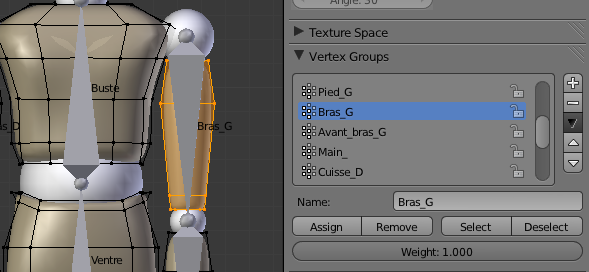 Angle: 30
Texture Space
Vertex Groups
Pied_G
Buste
Bras_G
s_D
Bras_G
Avant_bras_G
Main_
Cuisse_D
Name:
Bras_G
Assign
Remove
Select
Deselect
Ventre
Weight: 1.000